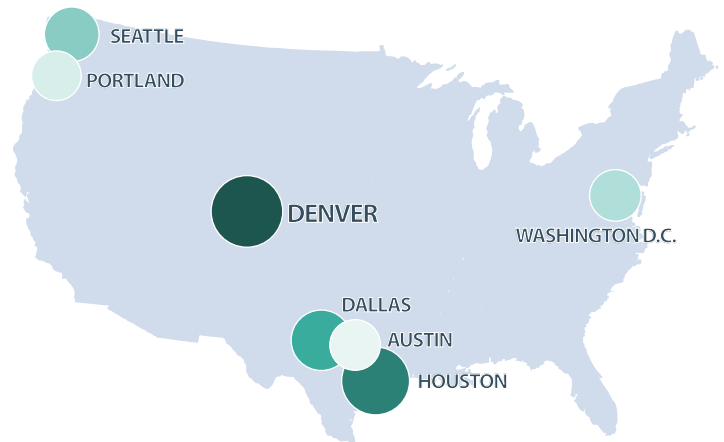 SEATTLE
PORTLAND
DENVER
WASHINGTON D.C.
DALLAS
AUSTIN
HOUSTON